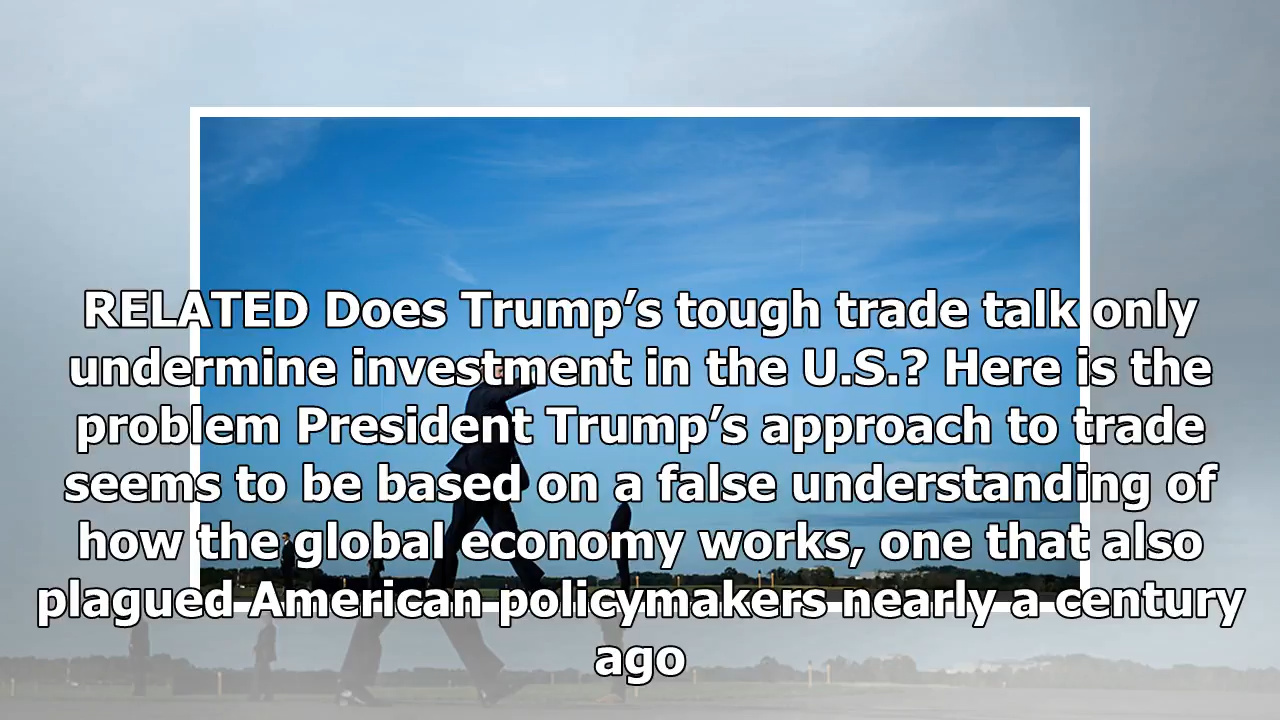 RELATED Does Trump’s tough trade talk only
undermine investment in the U.S.? Here is the
problem President Trump’s approach to trade
seems to be based on a false understanding of
how the global economy works, one that also
plagued American policymakers nearly a century
ago